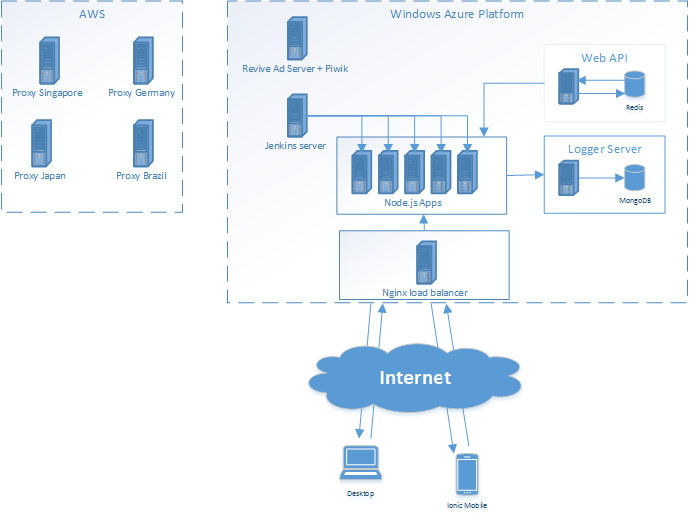 AWS
Proxy Singapore
Proxy Germany
Proxy Japan
Proxy Brazil
Windows Azure Platform
Revive Ad Server + Piwik
Web API
Redis
Jenkins server
Logger Server
MongoDB
Node.js Apps
Nginx load balancer
Internet
Desktop
Ionic Mobile